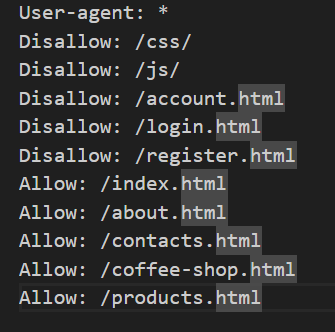 User-agent: *
Disallow: /css/
Disallow: /js/
Disallow: /account.html
Disallow: /login.html
Disallow: /register.html
Allow: /index.html
Allow: /about.html
Allow: /contacts.html
Allow: /coffee-shop.html
Allow: /products.html